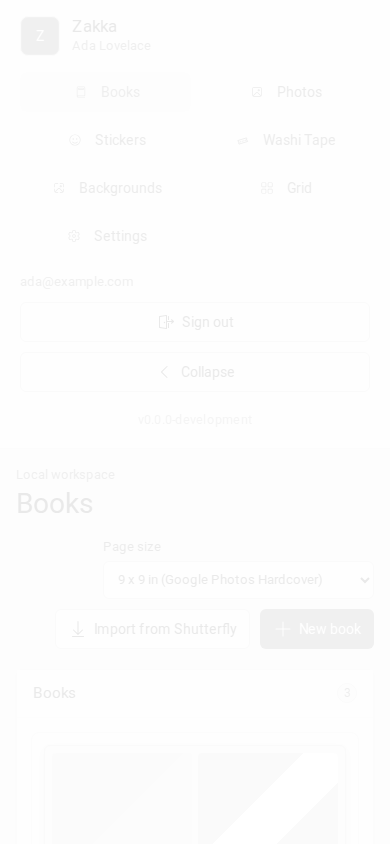 Z
Zakka
Ada Lovelace
Books
Photos
Stickers
Washi Tape
Backgrounds
Grid
Settings
ada@example.com
Sign out
Collapse
v0.0.0-development
Local workspace
Books
Page size
9 x 9 in (Google Photos Hardcover)
Import from Shutterfly
New book
Books
3